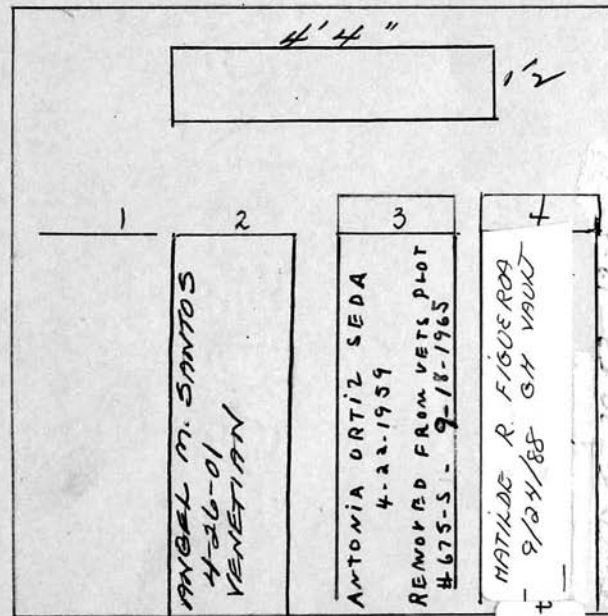 4' 4"
1'2
1
2
3
4
ANGEL M. SANTOS
4-26-01
VENETIAN
ANTONIA ORTIZ SEDA
4-22-1959
REMOVED FROM VETS PLOT
#675-S - 9-18-1965
MATILDE R. FIGUEROA
9/24/88 GH VAULT